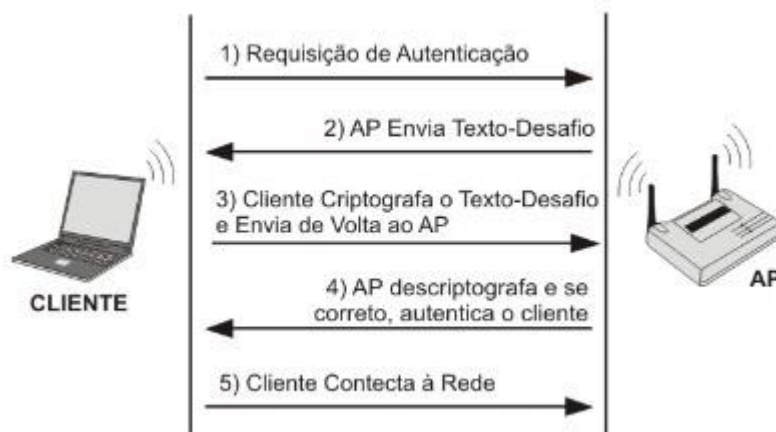 1) Requisição de Autenticação
2) AP Envia Texto-Desafio
3) Cliente Criptografa o Texto-Desafio
e Envia de Volta ao AP
CLIENTE
AP
4) AP descriptografa e se
correto, autentica o cliente
5) Cliente Contecta à Rede